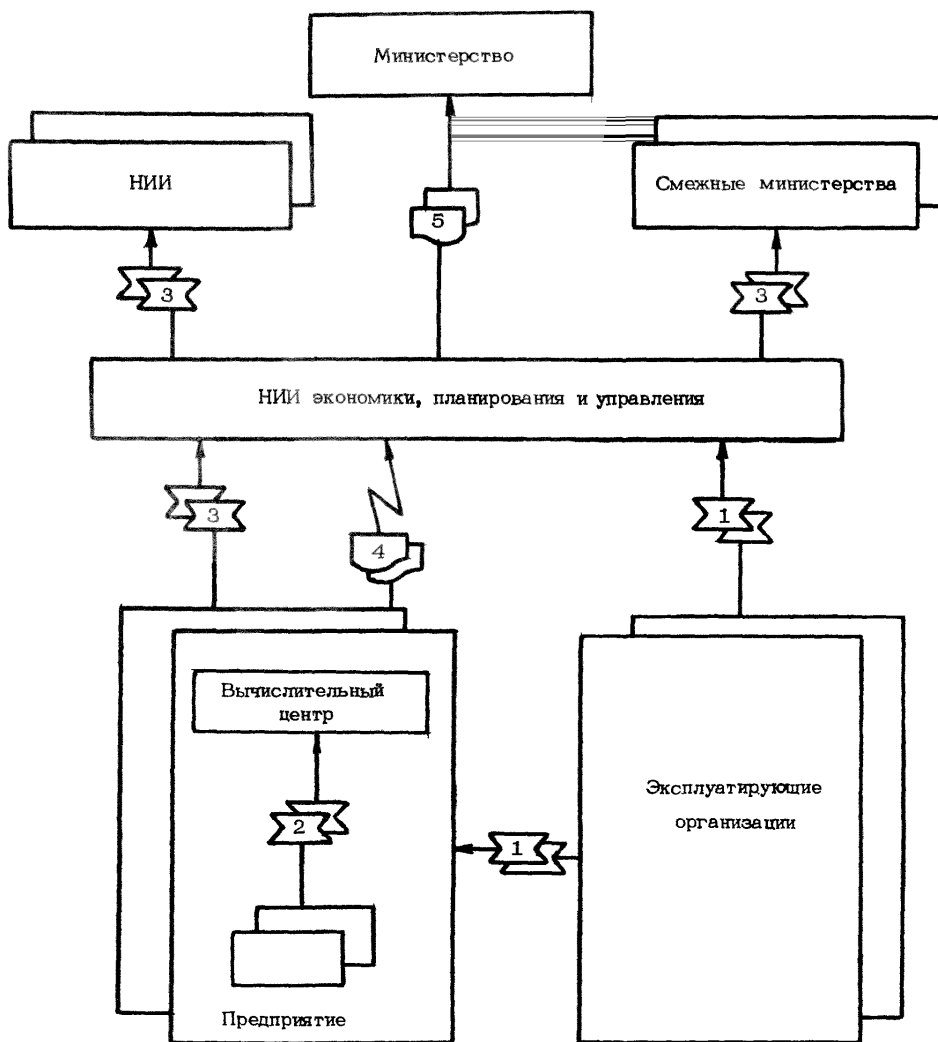 Министерство
НИИ
Смежные министерства
5
3
3
НИИ экономики, планирования и управления
3
1
4
Вычислительный
центр
Эксплуатирующие
организации
2
1
Предприятие